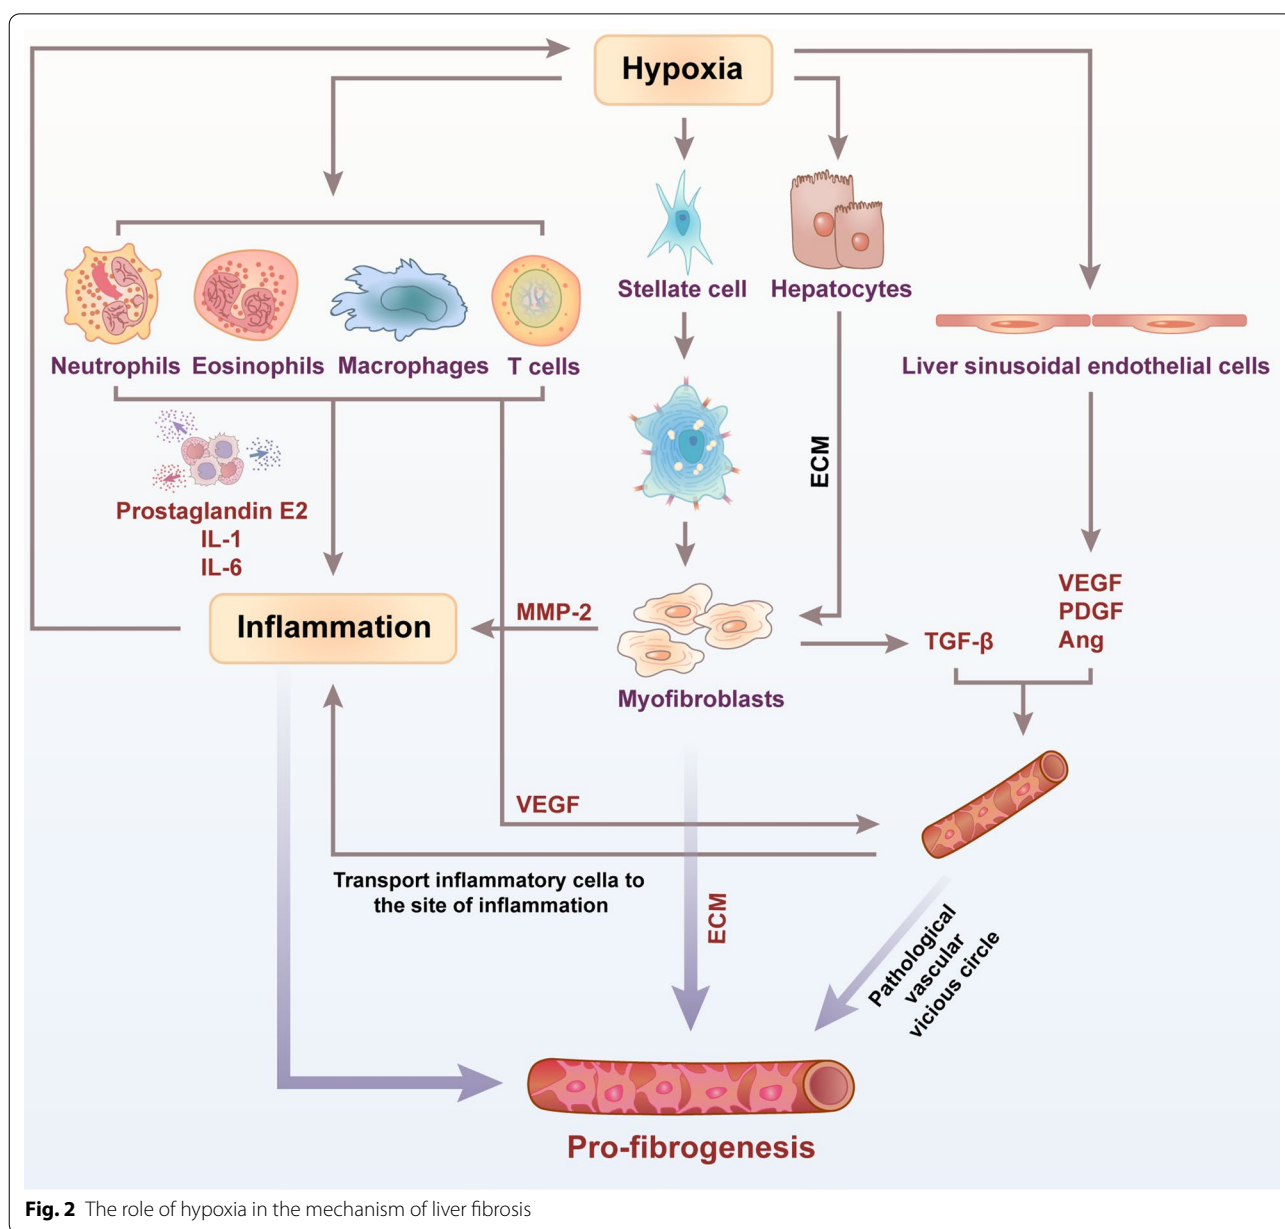 Hypoxia
Stellate cell
Hepatocytes
Neutrophils
Eosinophils
Macrophages
T cells
Liver sinusoidal endothelial cells
ECM
Prostaglandin E2
IL-1
IL-6
VEGF
PDGF
Ang
Inflammation
MMP-2
TGF-β
Myofibroblasts
VEGF
Transport inflammatory cella to
the site of inflammation
ECM
Pathological
vascular
vicious circle
Pro-fibrogenesis
Fig. 2 The role of hypoxia in the mechanism of liver fibrosis